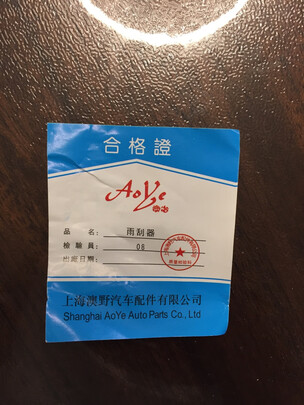 合格證
AoYe
品 名: 雨刮器
檢驗員: 08
出廠日期:
上海澳野汽车配件有限公司
Shanghai AoYe Auto Parts Co., Ltd